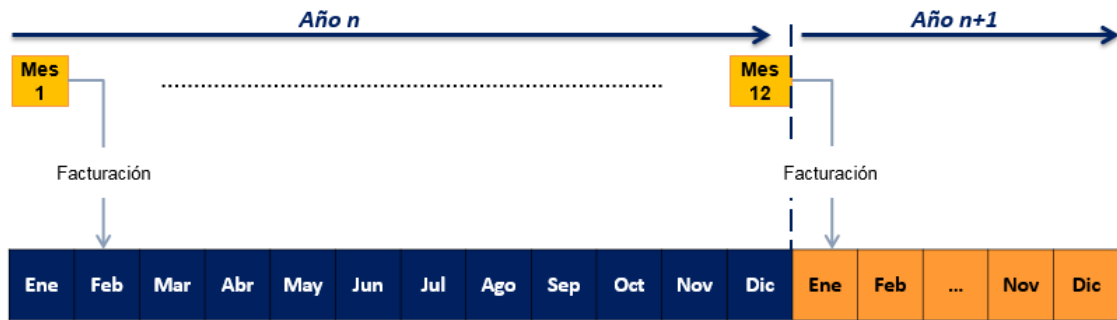 Año n
Año n+1
Mes
1
Mes
12
Facturación
Facturación
Ene Feb Mar Abr May Jun Jul Ago Sep Oct Nov Dic Ene Feb ... Nov Dic